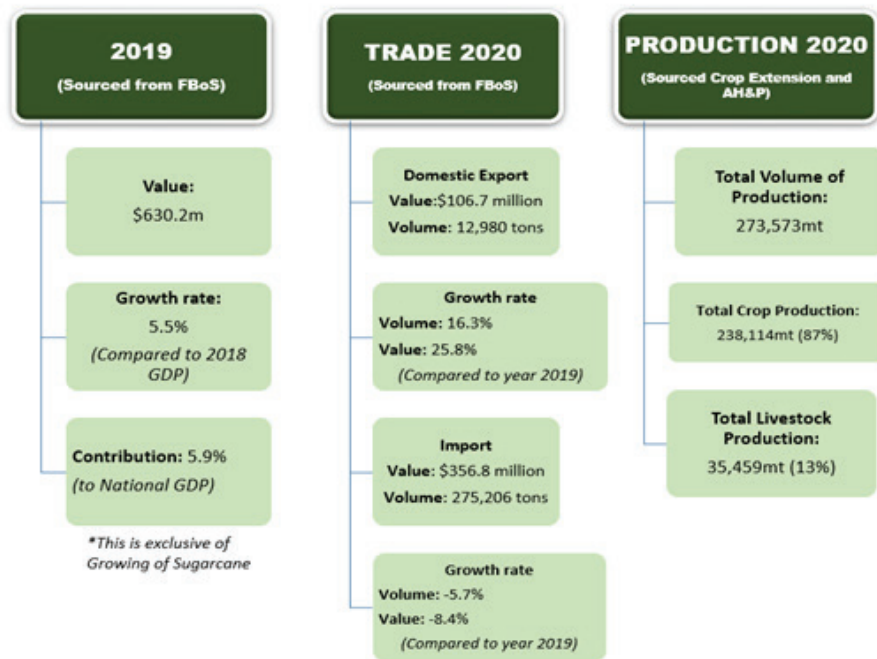 2019
(Sourced from FBoS)
Value:
$630.2m
Growth rate:
5.5%
(Compared to 2018
GDP)
Contribution: 5.9%
(to National GDP)
*This is exclusive of
Growing of Sugarcane
TRADE 2020
(Sourced from FBoS)
Domestic Export
Value:$106.7 million
Volume: 12,980 tons
Growth rate
Volume: 16.3%
Value: 25.8%
(Compared to year 2019)
Import
Value: $356.8 million
Volume: 275,206 tons
Growth rate
Volume: -5.7%
Value: -8.4%
(Compared to year 2019)
PRODUCTION 2020
(Sourced Crop Extension and
AH&P)
Total Volume of
Production:
273,573mt
Total Crop Production:
238,114mt (87%)
Total Livestock
Production:
35,459mt (13%)